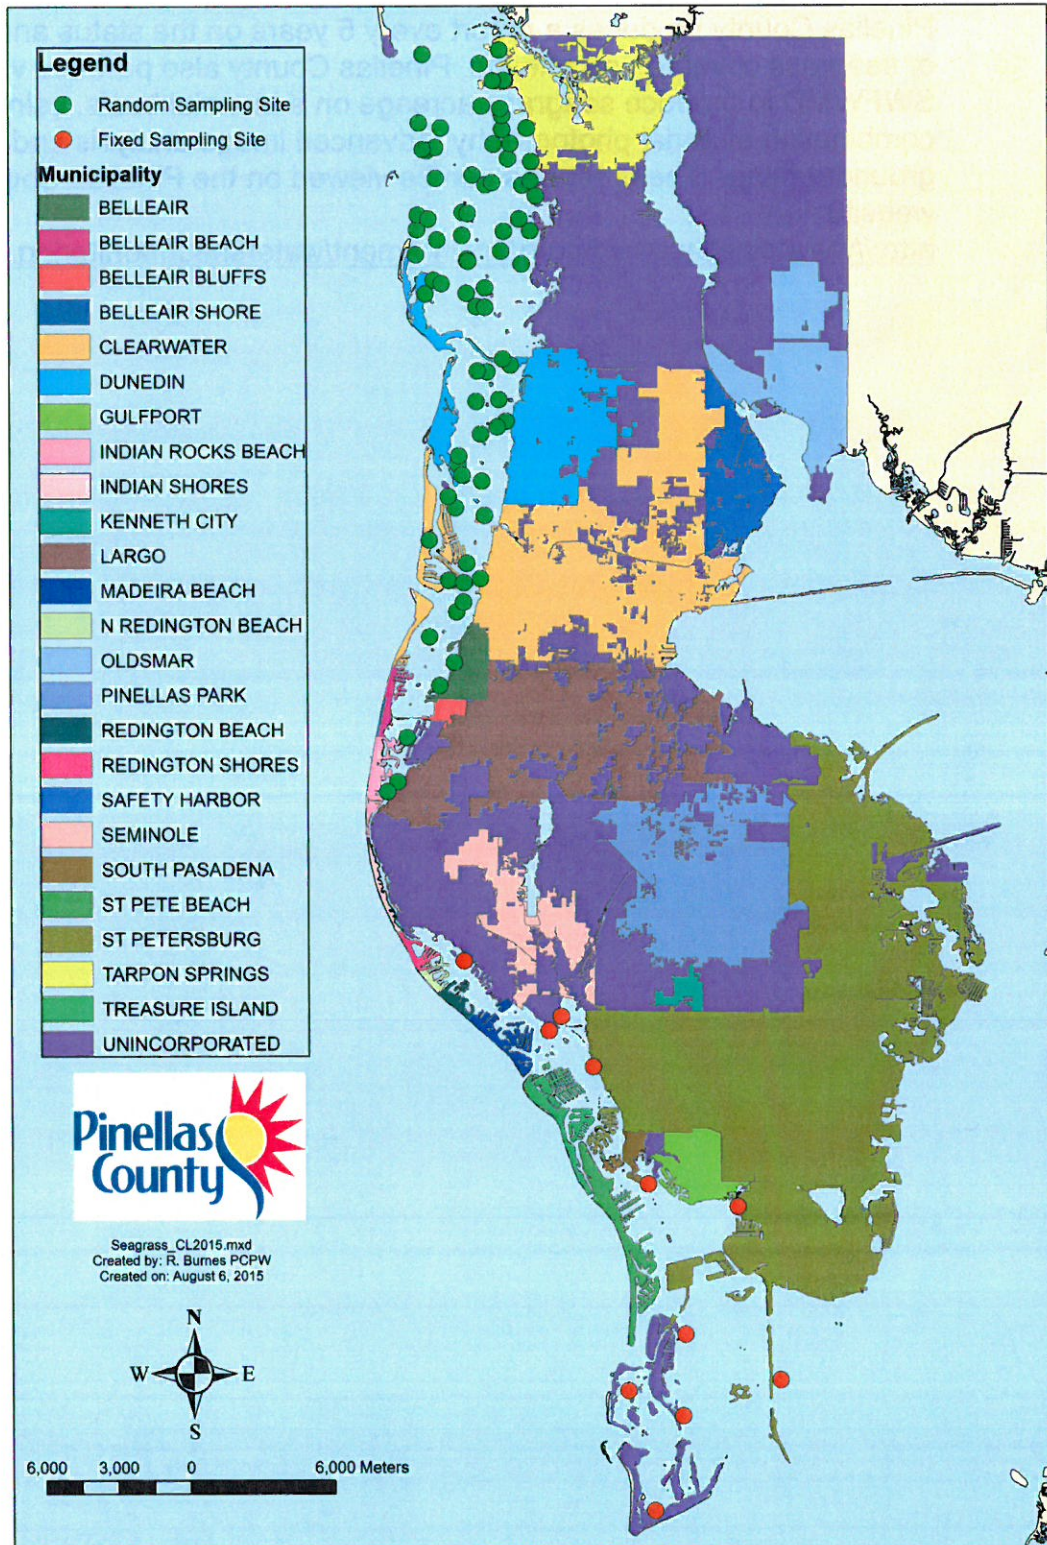 Legend
Random Sampling Site
Fixed Sampling Site
Municipality
BELLEAIR
BELLEAIR BEACH
BELLEAIR BLUFFS
BELLEAIR SHORE
CLEARWATER
DUNEDIN
GULFPORT
INDIAN ROCKS BEACH
INDIAN SHORES
KENNETH CITY
LARGO
MADEIRA BEACH
N REDINGTON BEACH
OLDSMAR
PINELLAS PARK
REDINGTON BEACH
REDINGTON SHORES
SAFETY HARBOR
SEMINOLE
SOUTH PASADENA
ST PETE BEACH
ST PETERSBURG
TARPON SPRINGS
TREASURE ISLAND
UNINCORPORATED
Pinellas
County
Seagrass_CL2015.mxd
Created by: R. Burnes PCPW
Created on: August 6, 2015
N
W E
S
6,000 3,000 0 6,000 Meters